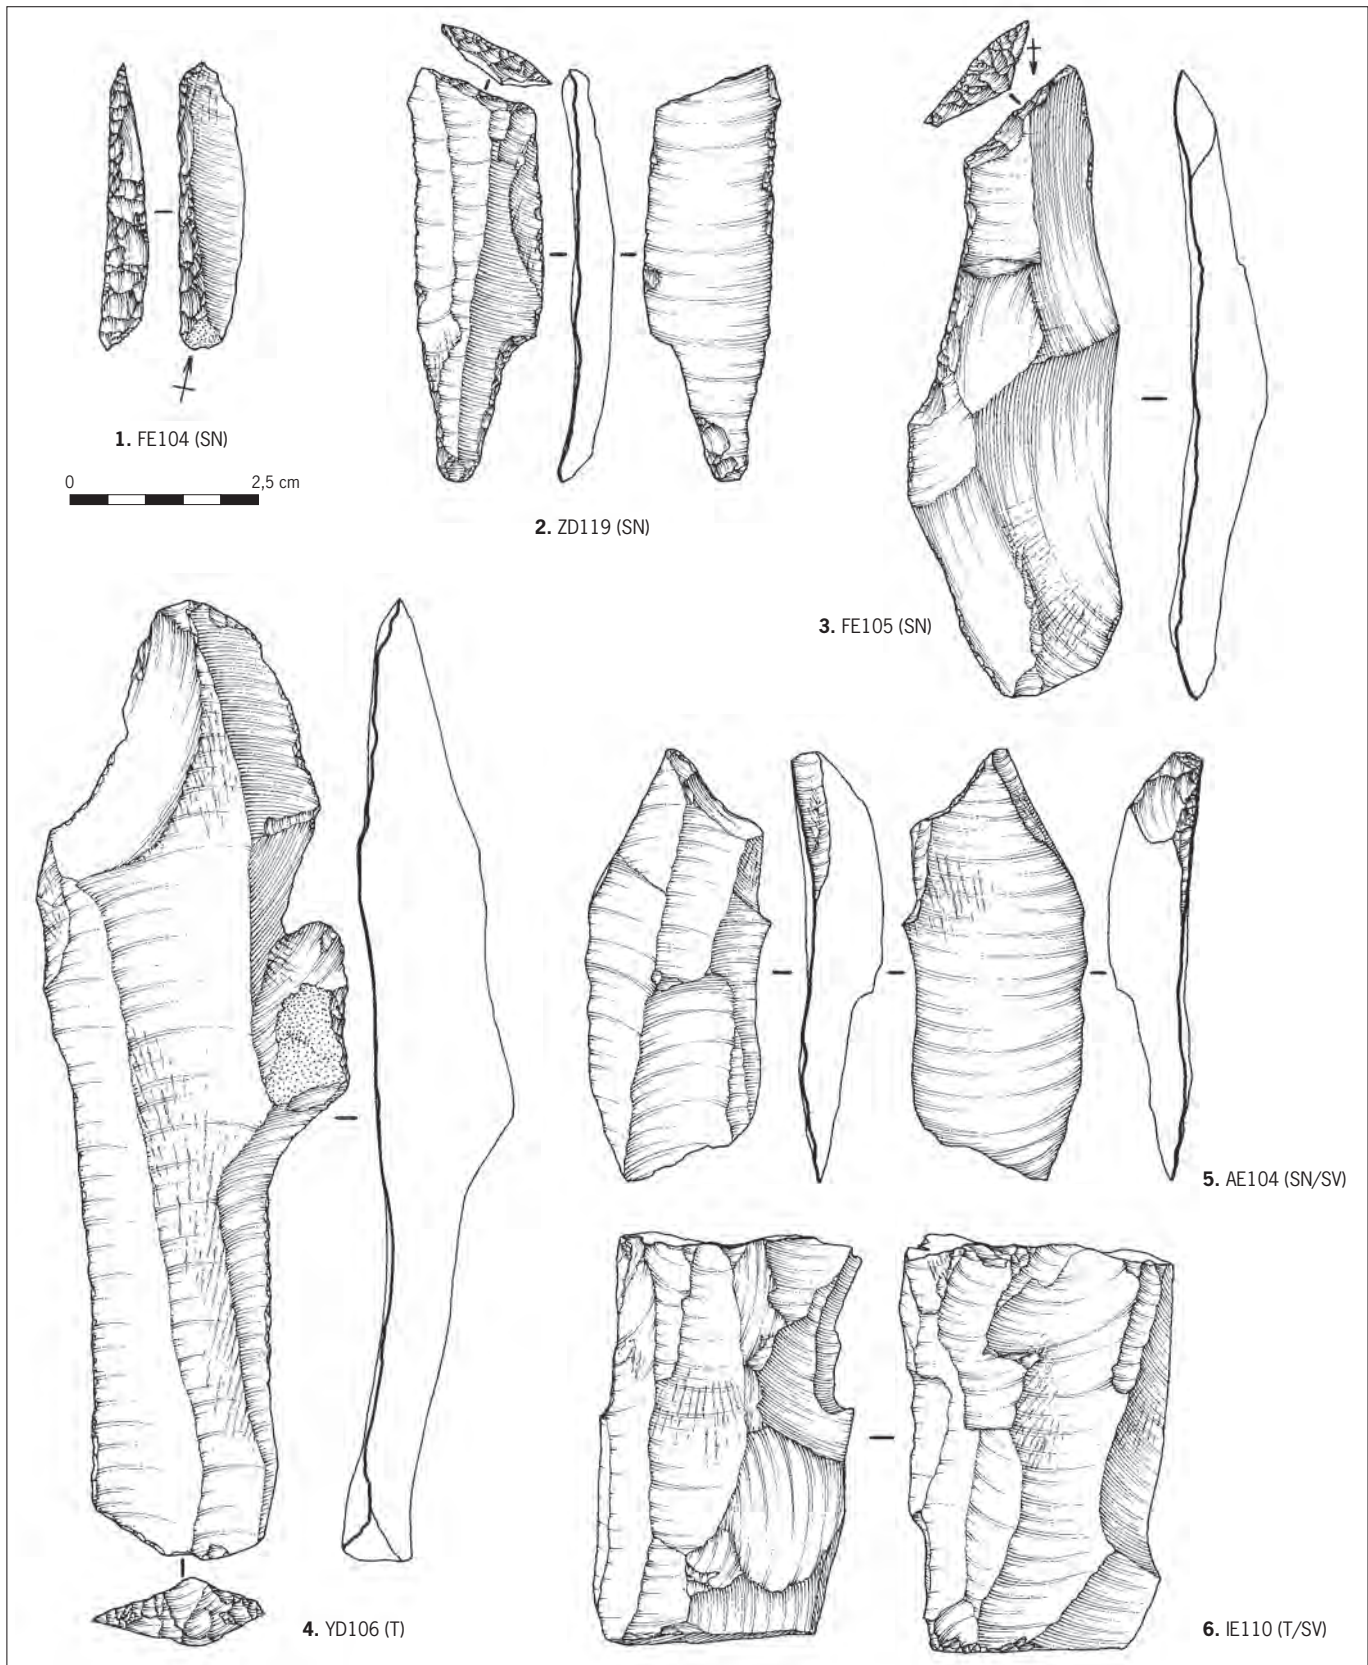 1. FE104 (SN)
0 2,5 cm
2. ZD119 (SN)
3. FE105 (SN)
4. YD106 (T)
5. AE104 (SN/SV)
6. IE110 (T/SV)